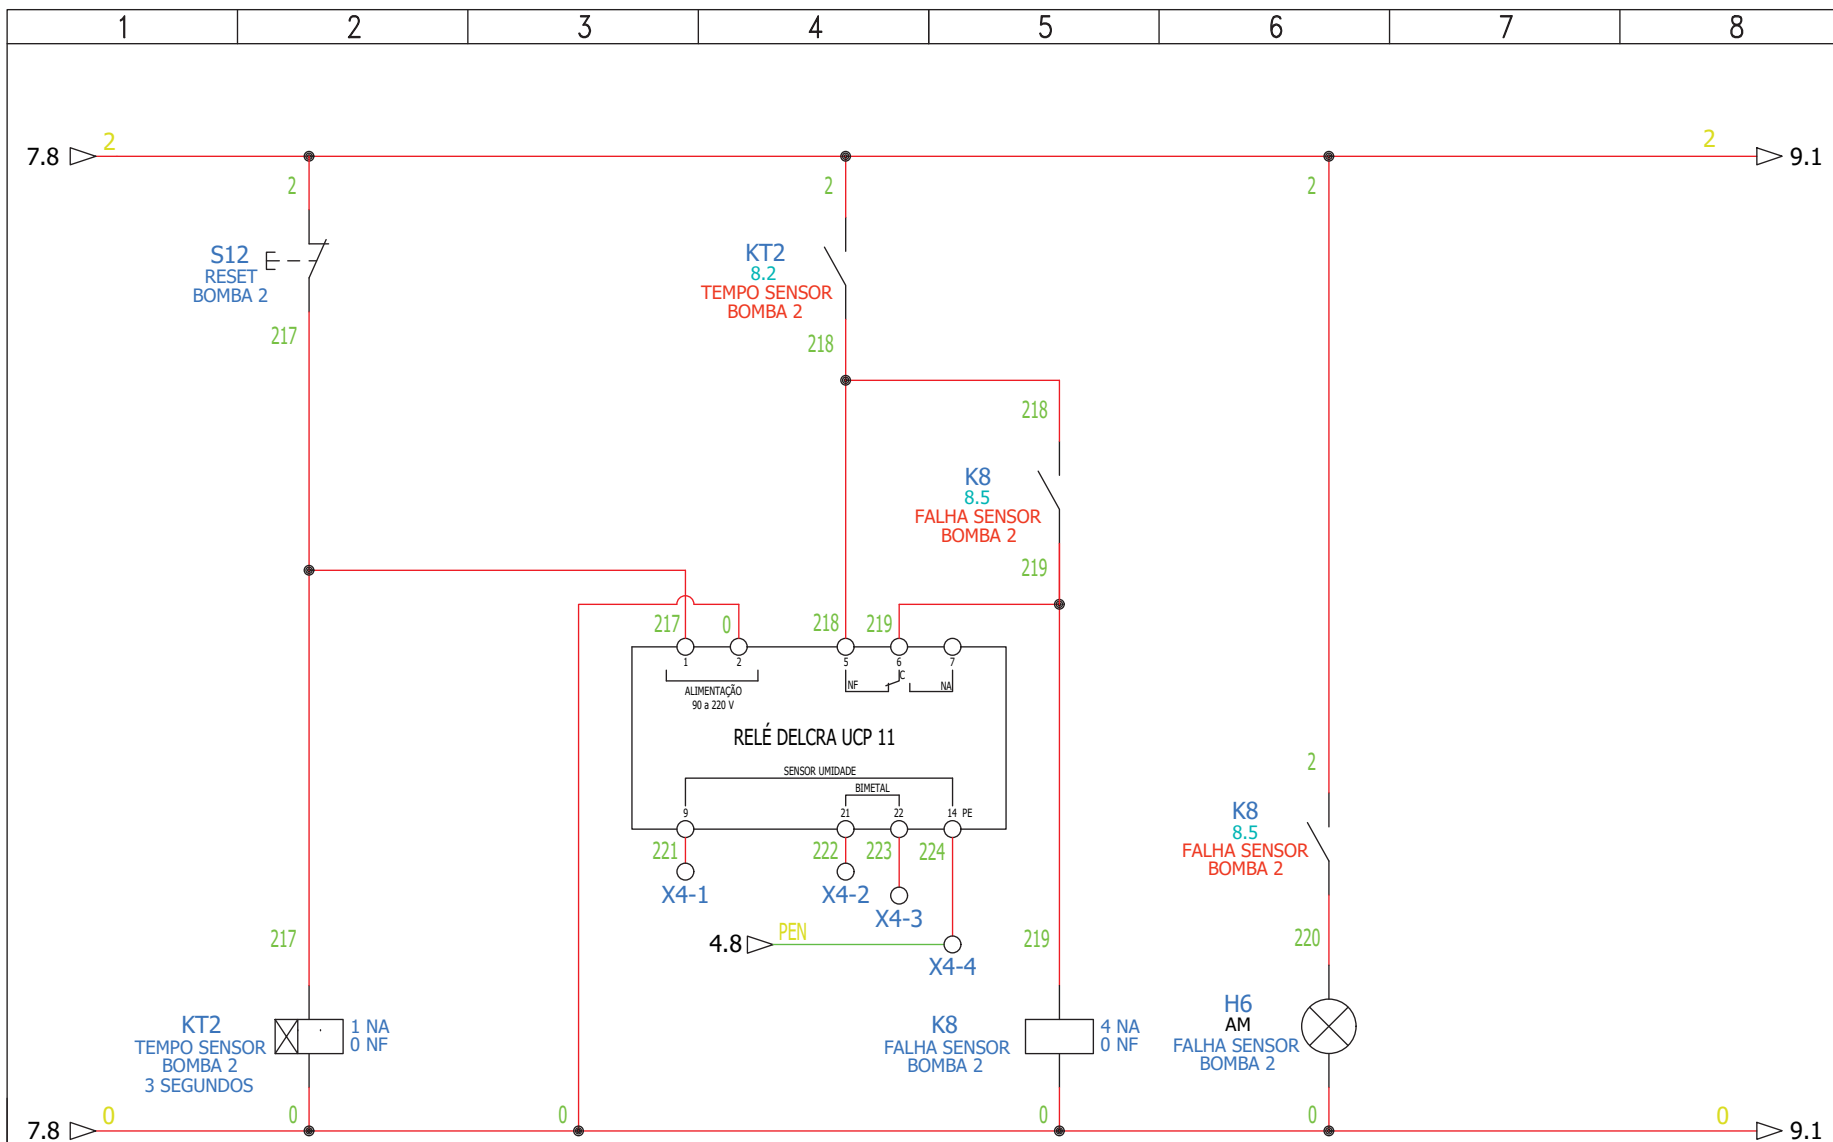 1 2 3 4 5 6 7 8
7.8 2 2 9.1
2 2 2
S12
RESET
BOMBA 2
217
KT2
8.2
TEMPO SENSOR
BOMBA 2
218
218
K8
8.5
FALHA SENSOR
BOMBA 2
219
217 0 218 219
1 2 5 6 7
NF C NA
ALIMENTAÇÃO
90 a 220 V
RELÉ DELCRA UCP 11
SENSOR UMIDADE
BIMETAL
9 21 22 14 PE
221 222 223 224
X4-1 X4-2
X4-3
4.8 PEN
X4-4
2
K8
8.5
FALHA SENSOR
BOMBA 2
217 219 220
KT2
TEMPO SENSOR
BOMBA 2
3 SEGUNDOS
1 NA
0 NF
K8
FALHA SENSOR
BOMBA 2
4 NA
0 NF
H6
AM
FALHA SENSOR
BOMBA 2
7.8 0 0 0 0 0 0 9.1